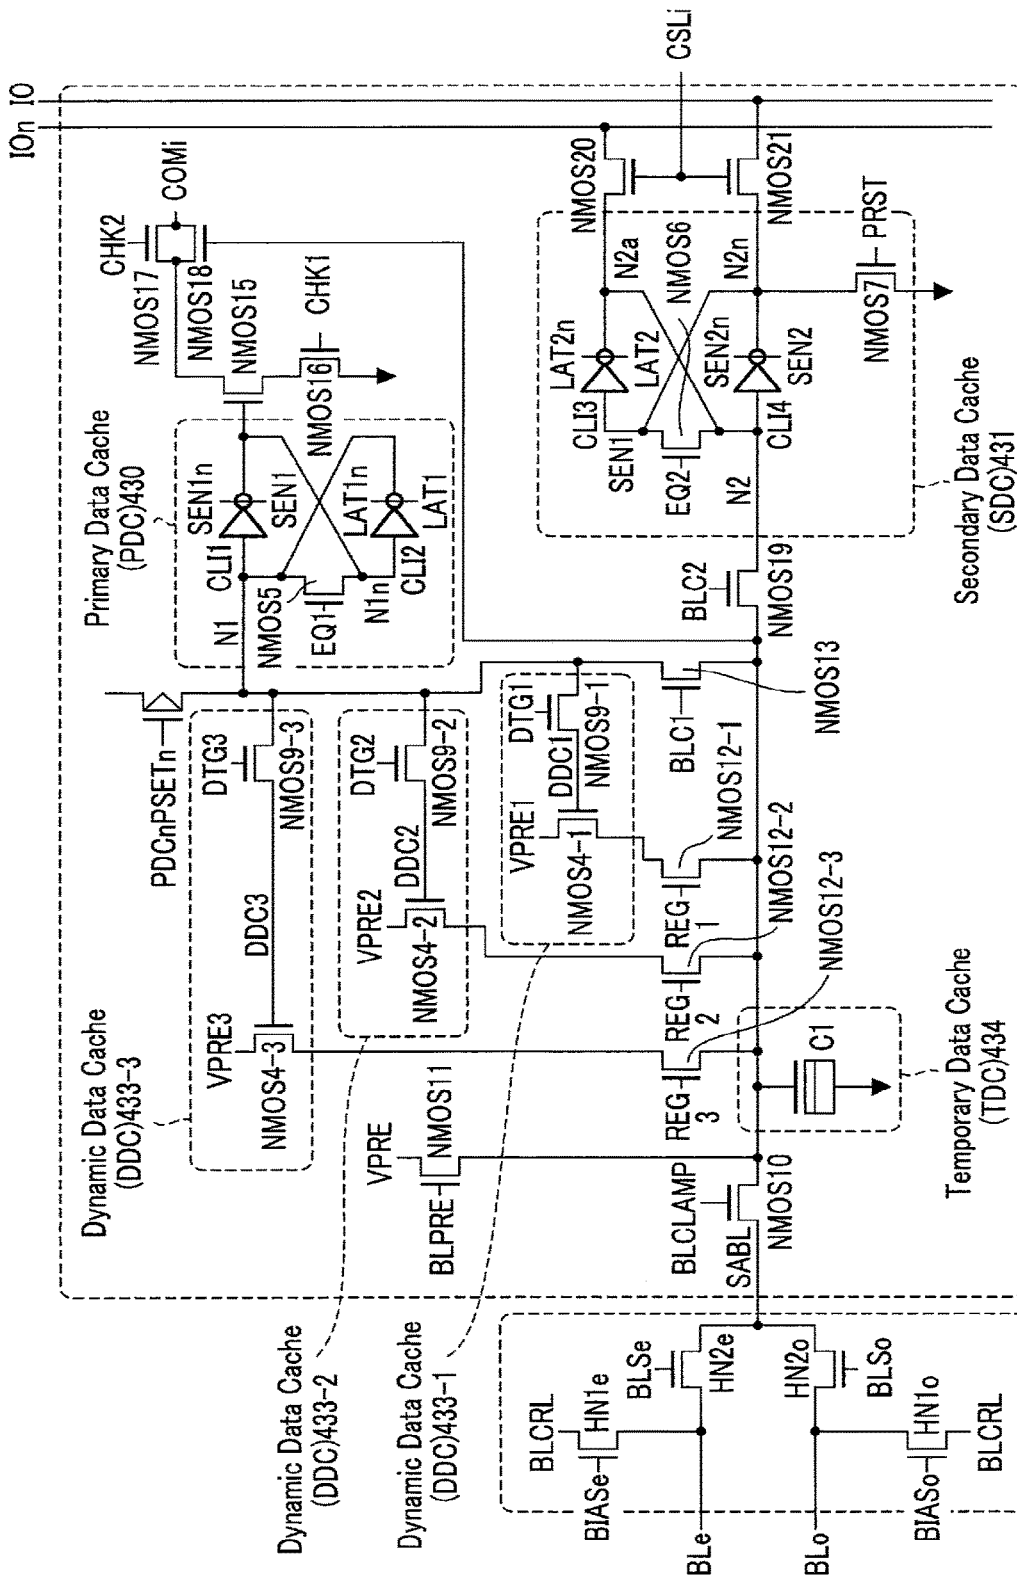 Dynamic Data Cache
(DDC)433-3
Primary Data Cache
(PDC)430
IOn
IO
VPRE3
NMOS4-3
DDC3
DTG3
NMOS9-3
PDCnPSETn
N1
CLI1
SEN1n
SEN1
NMOS5
EQ1
N1n
CLI2
LAT1n
LAT1
CHK2
COMi
NMOS17
NMOS18
NMOS15
NMOS16
CHK1
VPRE2
NMOS4-2
DDC2
DTG2
NMOS9-2
VPRE
BLPRE
NMOS11
VPRE1
NMOS4-1
DDC1
DTG1
NMOS9-1
Dynamic Data Cache
(DDC)433-2
Dynamic Data Cache
(DDC)433-1
REG
3
REG
2
REG
1
BLC1
NMOS12-1
NMOS12-2
NMOS12-3
NMOS13
BLC2
NMOS19
BLCLAMP
SABL
NMOS10
C1
Temporary Data Cache
(TDC)434
CLI3
LAT2n
LAT2
SEN1
EQ2
N2
CLI4
SEN2n
SEN2
N2a
NMOS6
N2n
NMOS7
PRST
NMOS20
NMOS21
CSLi
Secondary Data Cache
(SDC)431
BLCRL
BIASe
HN1e
BLSe
HN2e
HN2o
BLSo
BIASo
HN1o
BLCRL
BLe
BLo